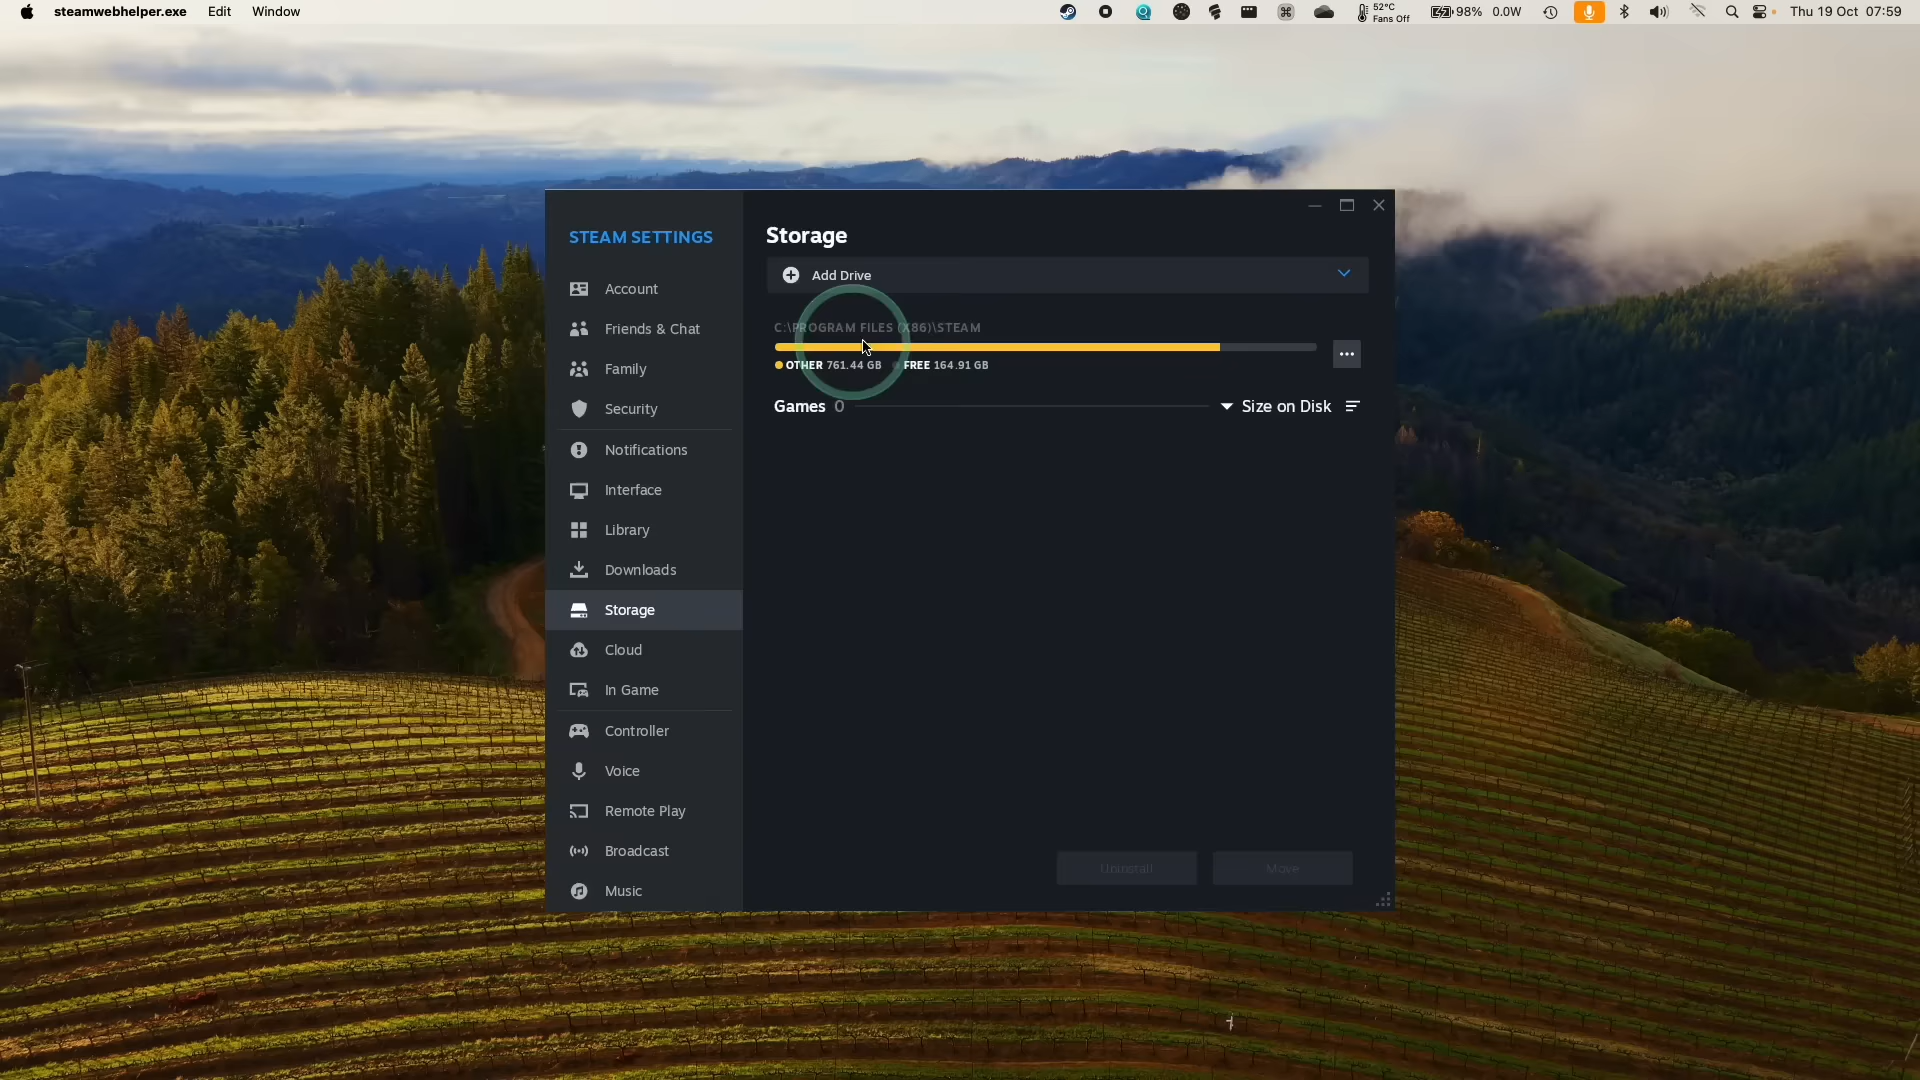 steamwebhelper.exe Edit Window 52°C Fans Off 98% 0.0W Thu 19 Oct 07:59
STEAM SETTINGS
Account
Friends & Chat
Family
Security
Notifications
Interface
Library
Downloads
Storage
Cloud
In Game
Controller
Voice
Remote Play
Broadcast
Music
Storage
Add Drive
C:\PROGRAM FILES (X86)\STEAM
OTHER 761.44 GB FREE 164.91 GB
Games 0 Size on Disk
Uninstall Move